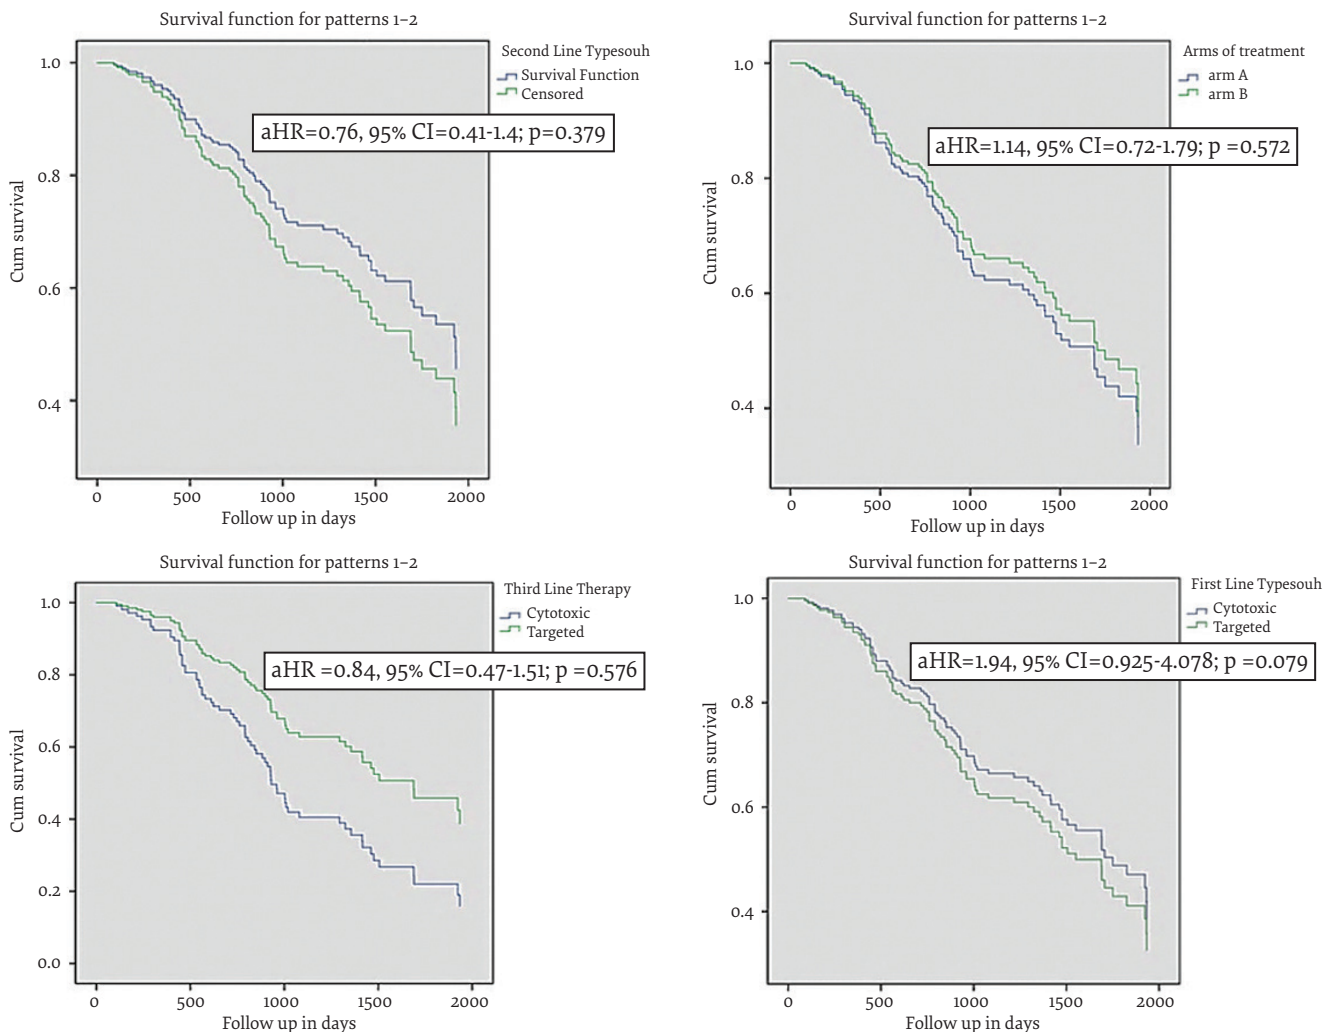 Survival function for patterns 1–2
Second Line Typesouh
Survival Function
Censored
aHR=0.76, 95% CI=0.41-1.4; p=0.379
1.0
0.8
0.6
0.4
Cum survival
0 500 1000 1500 2000
Follow up in days
Survival function for patterns 1–2
Arms of treatment
arm A
arm B
aHR=1.14, 95% CI=0.72-1.79; p =0.572
1.0
0.8
0.6
0.4
Cum survival
0 500 1000 1500 2000
Follow up in days
Survival function for patterns 1–2
Third Line Therapy
Cytotoxic
Targeted
aHR =0.84, 95% CI=0.47-1.51; p =0.576
1.0
0.8
0.6
0.4
0.2
0.0
Cum survival
0 500 1000 1500 2000
Follow up in days
Survival function for patterns 1–2
First Line Typesouh
Cytotoxic
Targeted
aHR=1.94, 95% CI=0.925-4.078; p =0.079
1.0
0.8
0.6
0.4
Cum survival
0 500 1000 1500 2000
Follow up in days